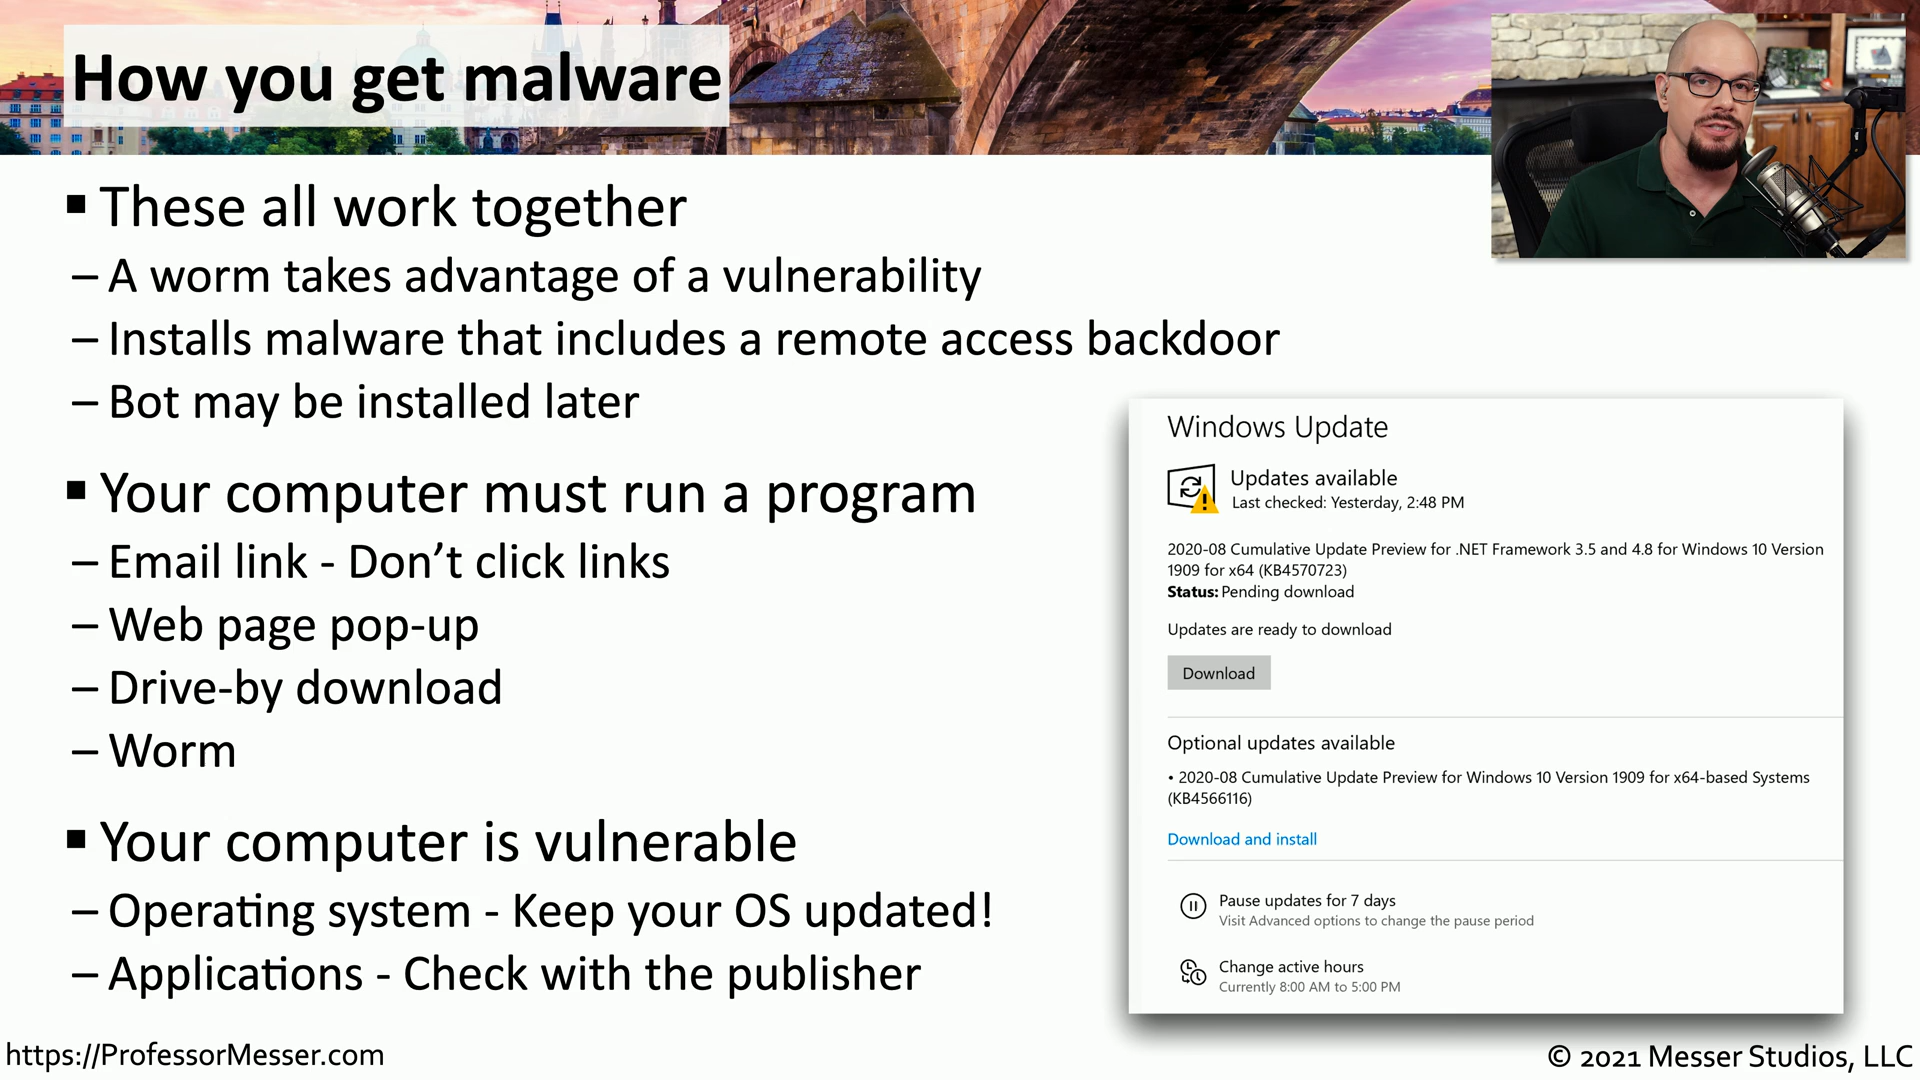 How you get malware
▪ These all work together
– A worm takes advantage of a vulnerability
– Installs malware that includes a remote access backdoor
– Bot may be installed later
▪ Your computer must run a program
– Email link - Don’t click links
– Web page pop-up
– Drive-by download
– Worm
▪ Your computer is vulnerable
– Operating system - Keep your OS updated!
– Applications - Check with the publisher
Windows Update
Updates available
Last checked: Yesterday, 2:48 PM
2020-08 Cumulative Update Preview for .NET Framework 3.5 and 4.8 for Windows 10 Version
1909 for x64 (KB4570723)
Status: Pending download
Updates are ready to download
Download
Optional updates available
• 2020-08 Cumulative Update Preview for Windows 10 Version 1909 for x64-based Systems
(KB4566116)
Download and install
Pause updates for 7 days
Visit Advanced options to change the pause period
Change active hours
Currently 8:00 AM to 5:00 PM
https://ProfessorMesser.com
© 2021 Messer Studios, LLC